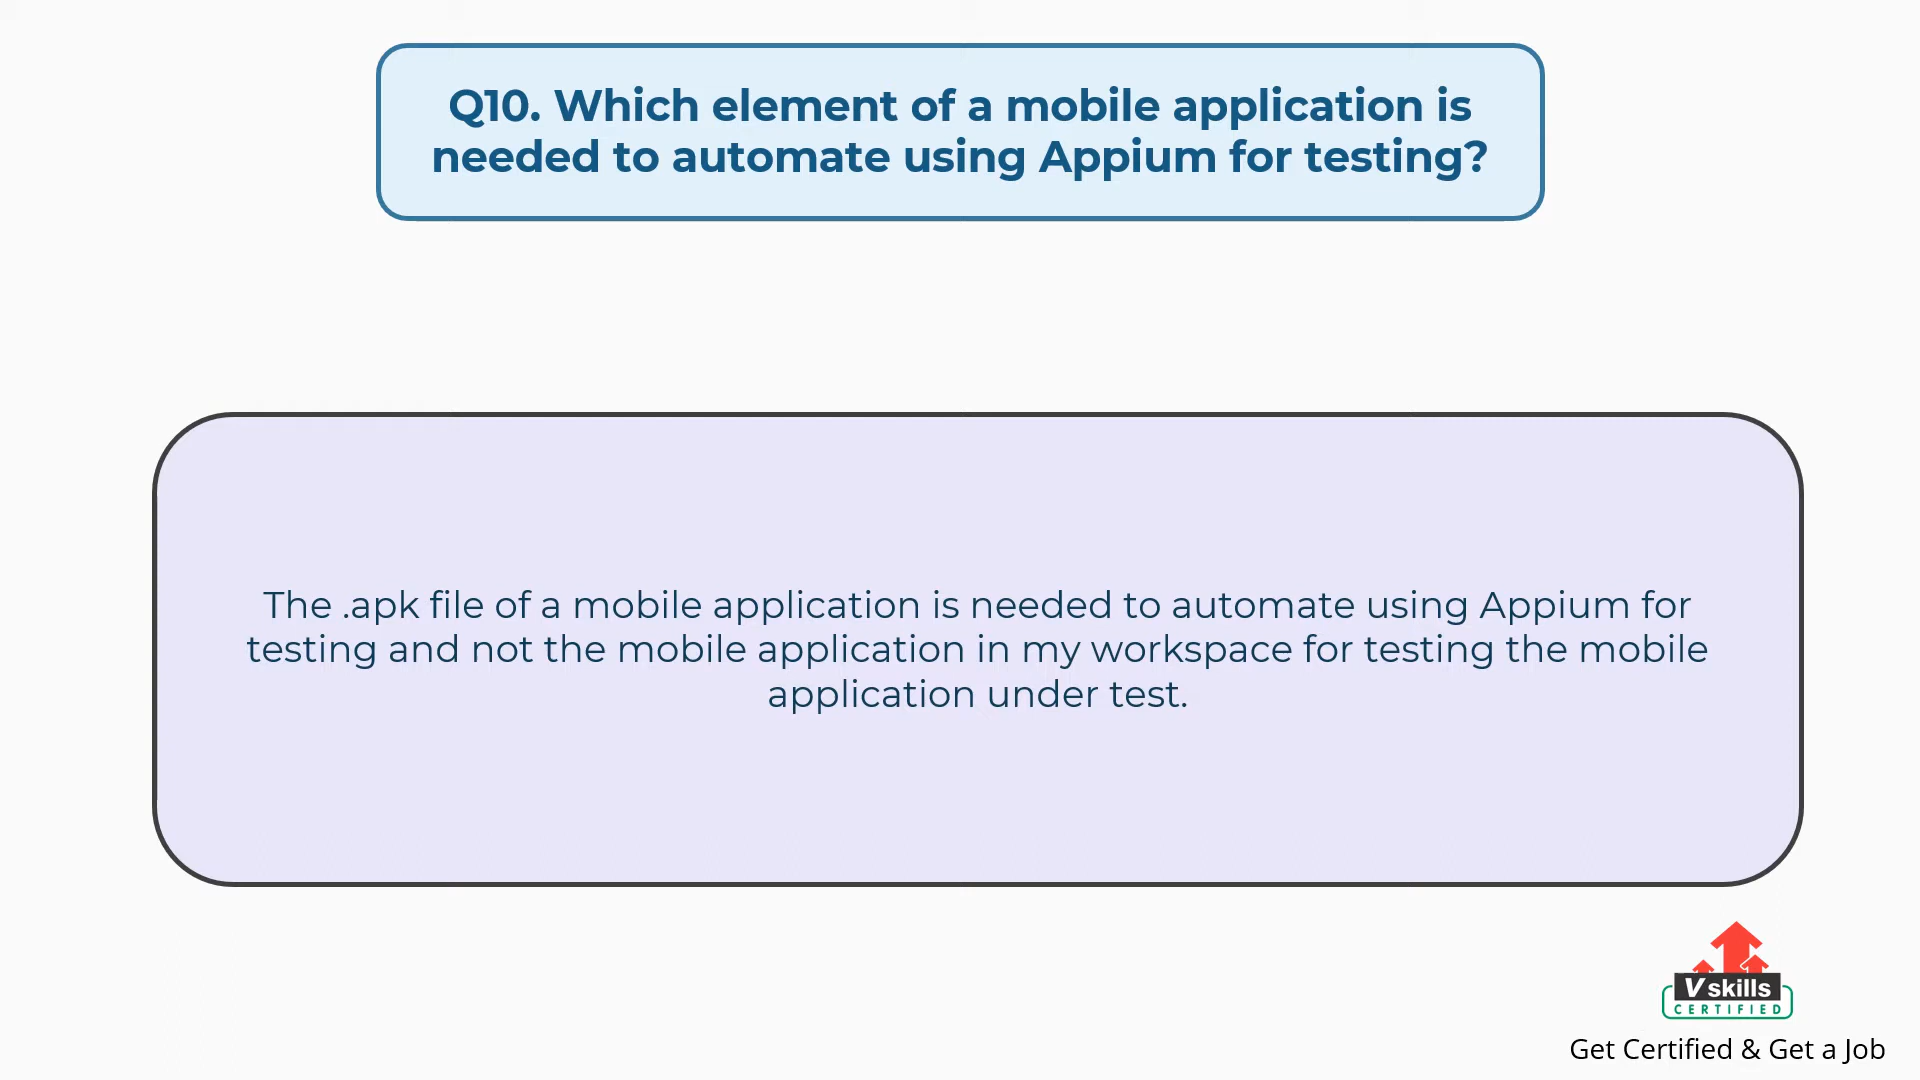 Q10. Which element of a mobile application is
needed to automate using Appium for testing?
The .apk file of a mobile application is needed to automate using Appium for
testing and not the mobile application in my workspace for testing the mobile
application under test.
Vskills
CERTIFIED
Get Certified & Get a Job